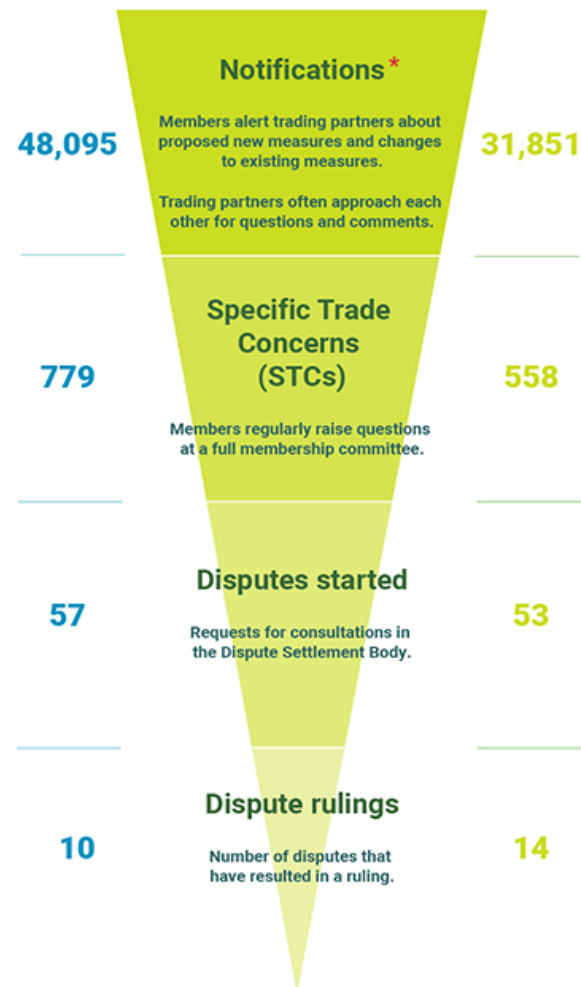 Notifications*
48,095
Members alert trading partners about
proposed new measures and changes
to existing measures.
31,851
Trading partners often approach each
other for questions and comments.
Specific Trade
Concerns
(STCs)
779
558
Members regularly raise questions
at a full membership committee.
Disputes started
57
53
Requests for consultations in
the Dispute Settlement Body.
Dispute rulings
10
14
Number of disputes that
have resulted in a ruling.